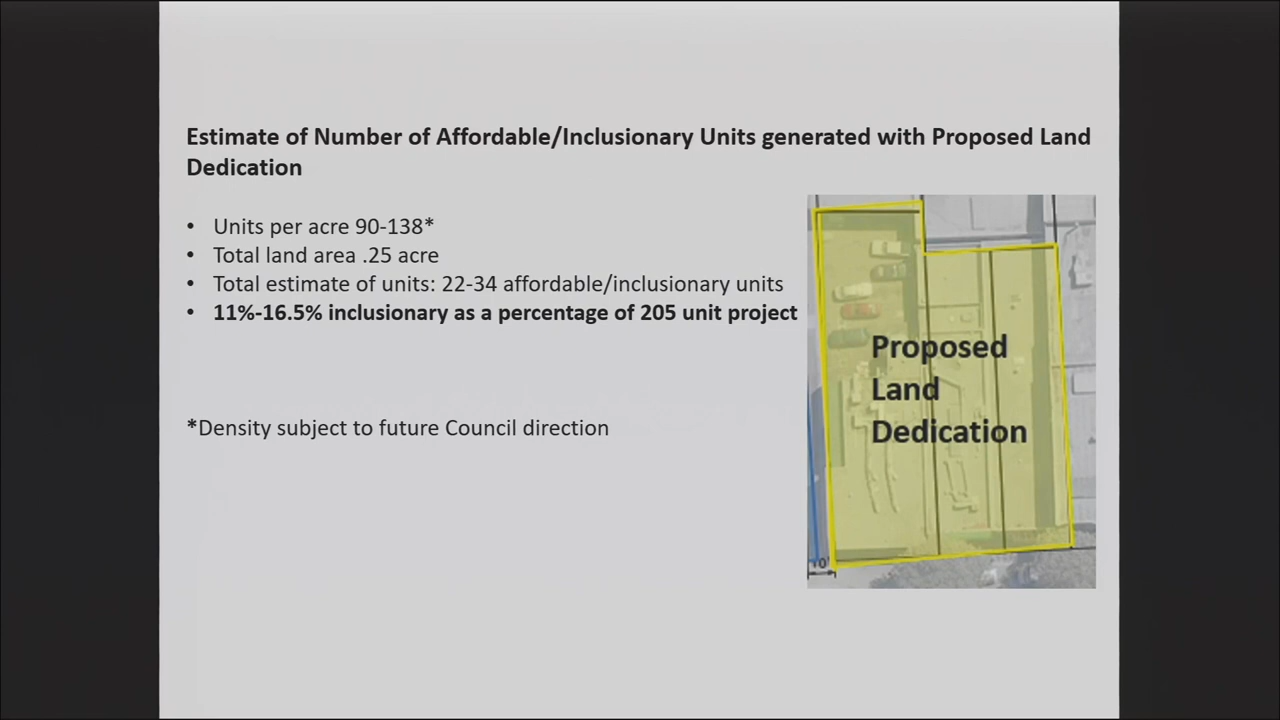 Estimate of Number of Affordable/Inclusionary Units generated with Proposed Land
Dedication
• Units per acre 90-138*
• Total land area .25 acre
• Total estimate of units: 22-34 affordable/inclusionary units
• 11%-16.5% inclusionary as a percentage of 205 unit project
*Density subject to future Council direction
Proposed
Land
Dedication